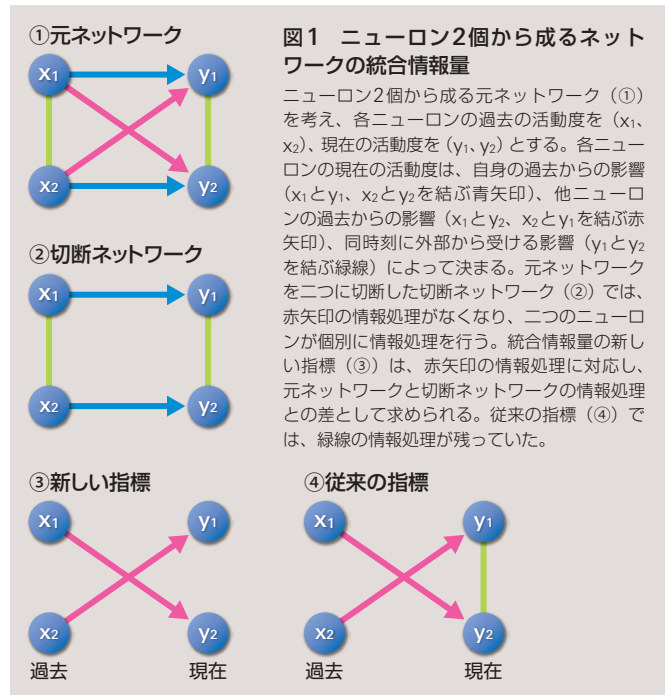 ①元ネットワーク
x1
y1
x2
y2
図1 ニューロン2個から成るネット
ワークの統合情報量
ニューロン2個から成る元ネットワーク（①）
を考え、各ニューロンの過去の活動度を（x1、
x2）、現在の活動度を（y1、y2）とする。各ニュー
ロンの現在の活動度は、自身の過去からの影響
（x1とy1、x2とy2を結ぶ青矢印）、他ニューロ
ンの過去からの影響（x1とy2、x2とy1を結ぶ赤
矢印）、同時刻に外部から受ける影響（y1とy2
を結ぶ緑線）によって決まる。元ネットワーク
を二つに切断した切断ネットワーク（②）では、
赤矢印の情報処理がなくなり、二つのニューロ
ンが個別に情報処理を行う。統合情報量の新し
い指標（③）は、赤矢印の情報処理に対応し、
元ネットワークと切断ネットワークの情報処理
との差として求められる。従来の指標（④）で
は、緑線の情報処理が残っていた。
②切断ネットワーク
x1
y1
x2
y2
③新しい指標
x1
y1
x2
y2
過去
現在
④従来の指標
x1
y1
x2
y2
過去
現在